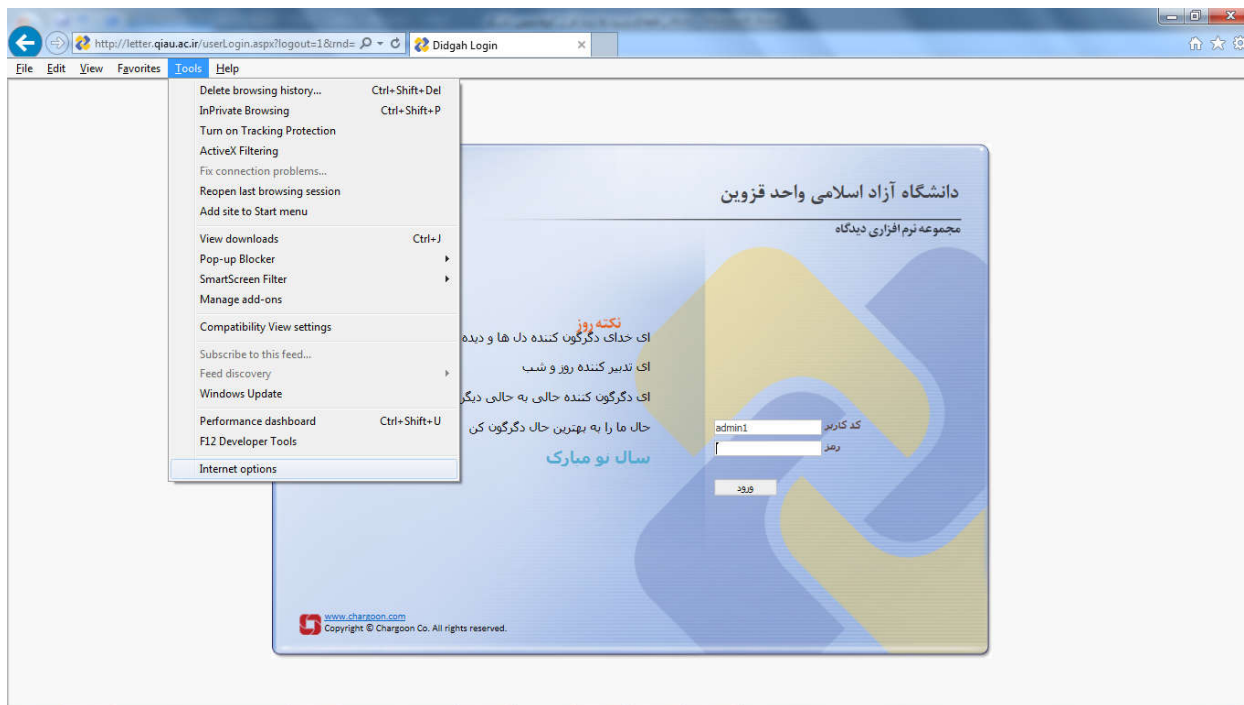 http://letter.qiau.ac.ir/userLogin.aspx?logout=1&rnd=
Didgah Login
File Edit View Favorites Tools Help
Delete browsing history... Ctrl+Shift+Del
InPrivate Browsing Ctrl+Shift+P
Turn on Tracking Protection
ActiveX Filtering
Fix connection problems...
Reopen last browsing session
Add site to Start menu
View downloads Ctrl+J
Pop-up Blocker
SmartScreen Filter
Manage add-ons
Compatibility View settings
Subscribe to this feed...
Feed discovery
Windows Update
Performance dashboard Ctrl+Shift+U
F12 Developer Tools
Internet options
دانشگاه آزاد اسلامی واحد قزوین
مجموعه نرم افزاری دیدگاه
نکته روز
ای خدای دگرگون کننده دل ها و دیده
ای تدبیر کننده روز و شب
ای دگرگون کننده حالی به حالی دیگر
حال ما را به بهترین حال دگرگون کن
سال نو مبارک
کد کاربر
admin1
رمز
ورود
www.chargoon.com
Copyright © Chargoon Co. All rights reserved.